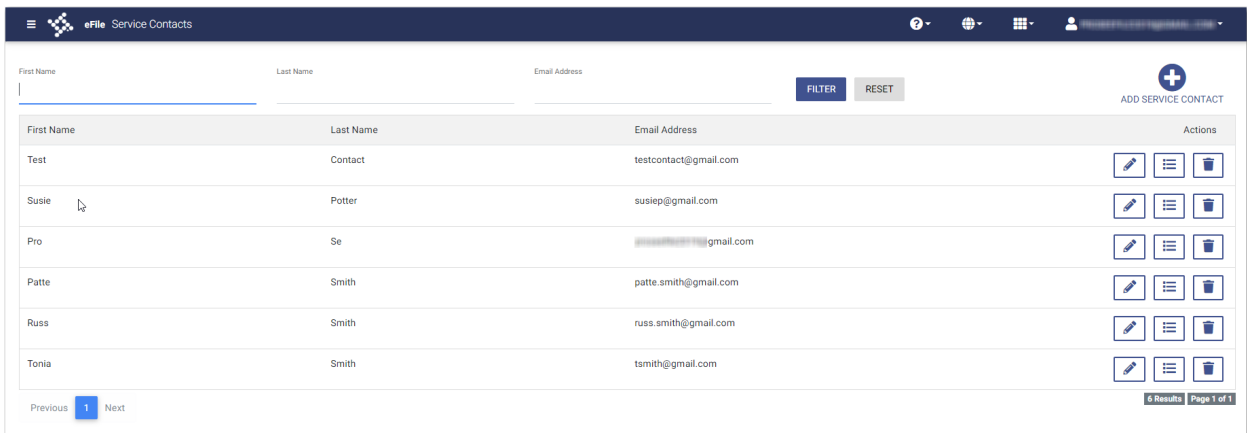 eFile Service Contacts
First Name Last Name Email Address
FILTER RESET
ADD SERVICE CONTACT
First Name Last Name Email Address Actions
Test Contact testcontact@gmail.com
Susie Potter susiep@gmail.com
Pro Se gmail.com
Patte Smith patte.smith@gmail.com
Russ Smith russ.smith@gmail.com
Tonia Smith tsmith@gmail.com
Previous 1 Next 6 Results Page 1 of 1